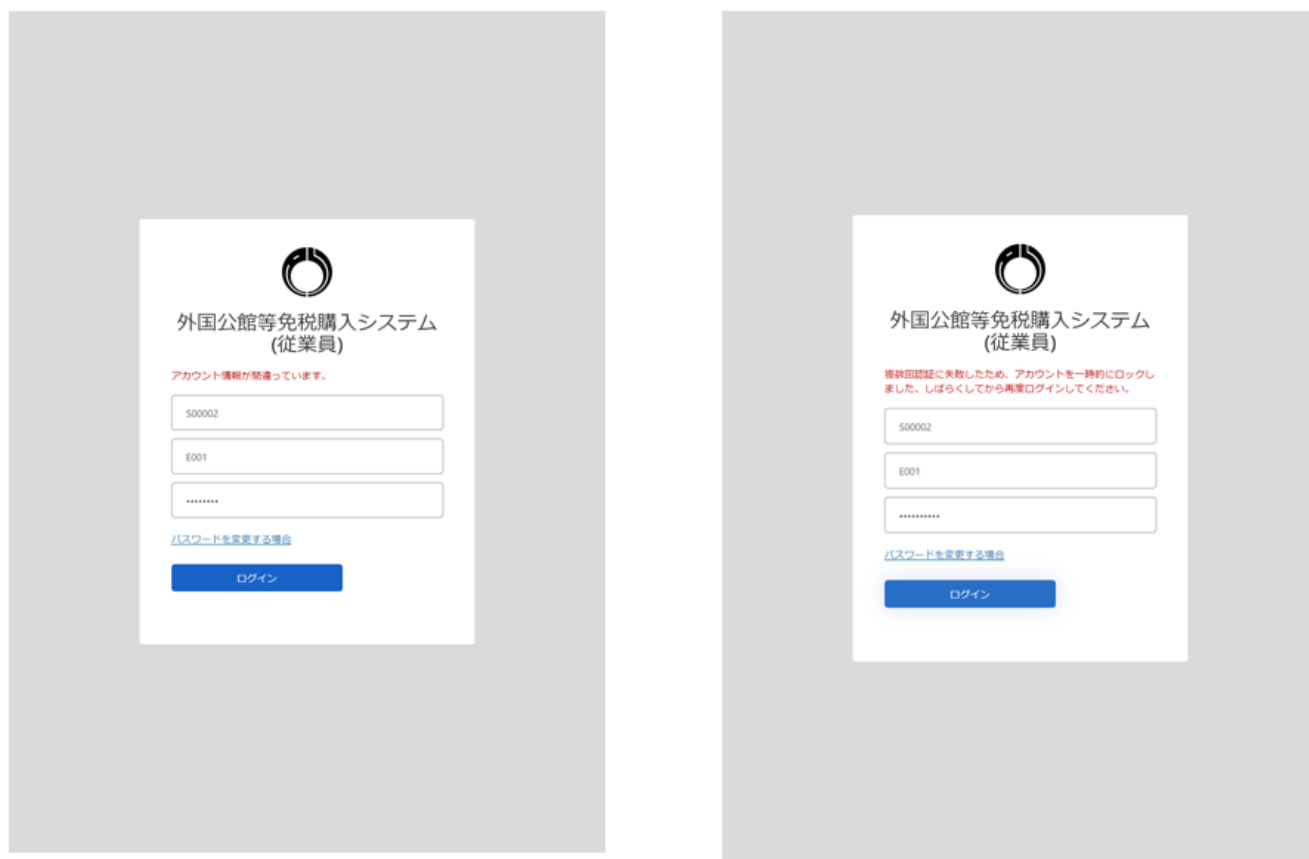 外国公館等免税購入システム
(従業員)
アカウント情報が間違っています。
S00002
E001
••••••••
パスワードを変更する場合
ログイン
外国公館等免税購入システム
(従業員)
複数回認証に失敗したため、アカウントを一時的にロックし
ました。しばらくしてから再度ログインしてください。
S00002
E001
••••••••••
パスワードを変更する場合
ログイン